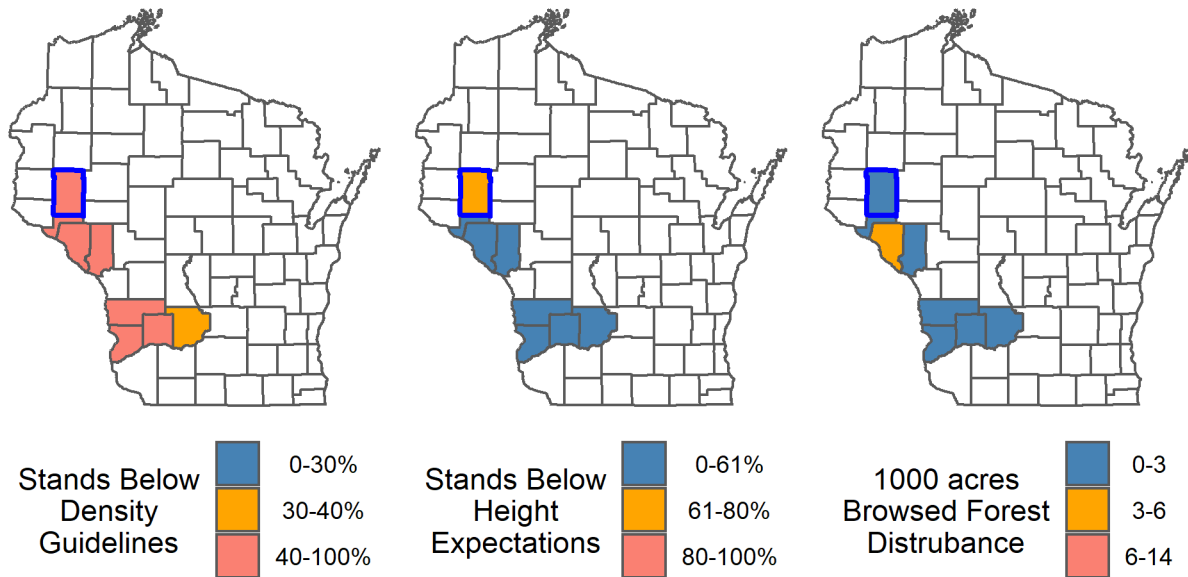 Stands Below
Density
Guidelines
0-30%
30-40%
40-100%
Stands Below
Height
Expectations
0-61%
61-80%
80-100%
1000 acres
Browsed Forest
Distrubance
0-3
3-6
6-14